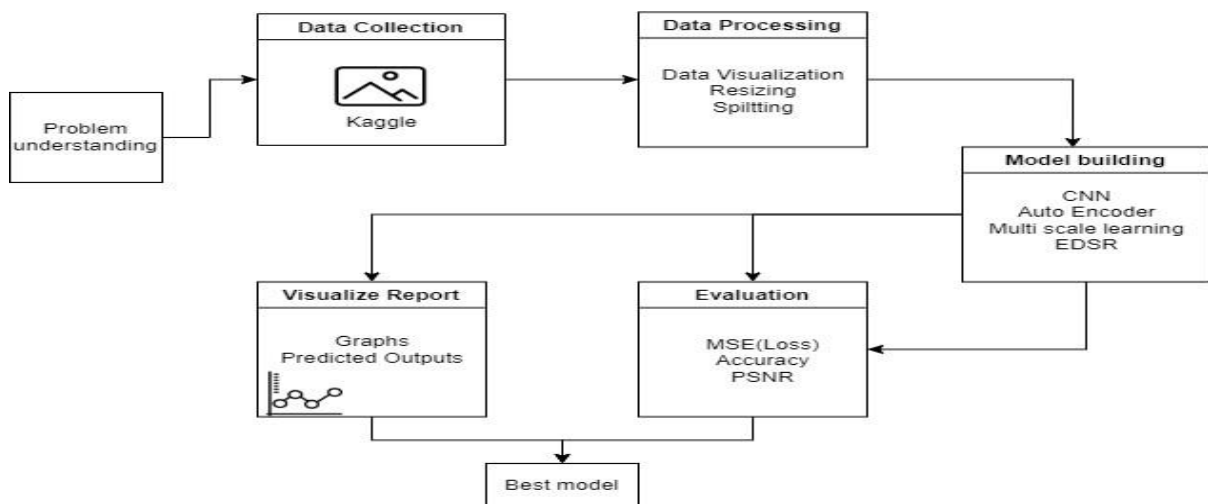 Data Collection
Kaggle
Data Processing
Data Visualization
Resizing
Spiltting
Problem
understanding
Model building
CNN
Auto Encoder
Multi scale learning
EDSR
Visualize Report
Graphs
Predicted Outputs
Evaluation
MSE(Loss)
Accuracy
PSNR
Best model